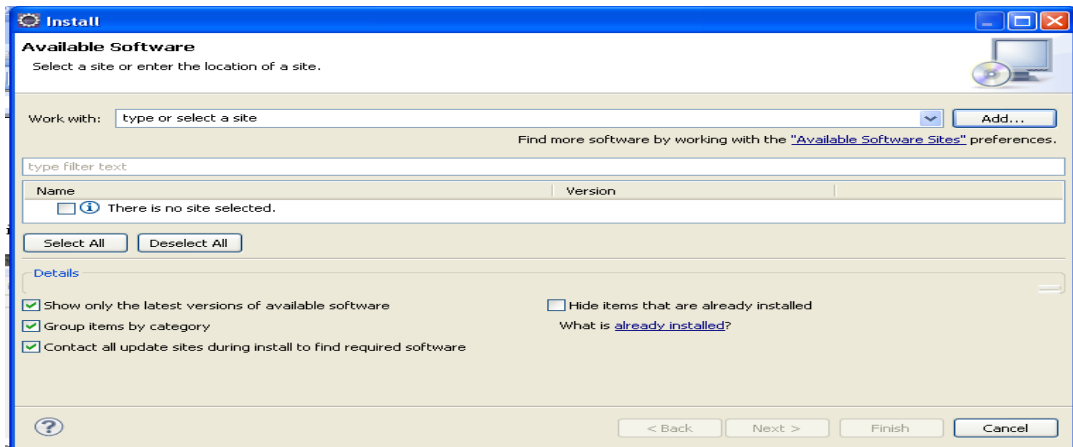 Install
Available Software
Select a site or enter the location of a site.
Work with: type or select a site Add...
Find more software by working with the "Available Software Sites" preferences.
type filter text
Name Version
There is no site selected.
Select All Deselect All
Details
Show only the latest versions of available software Hide items that are already installed
Group items by category What is already installed?
Contact all update sites during install to find required software
? < Back Next > Finish Cancel